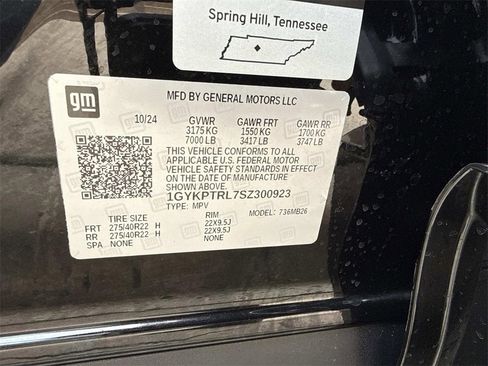 Spring Hill, Tennessee
gm
MFD BY GENERAL MOTORS LLC
10/24 GVWR GAWR FRT GAWR RR
3175 KG 1550 KG 1700 KG
7000 LB 3417 LB 3747 LB
THIS VEHICLE CONFORMS TO ALL
APPLICABLE U.S. FEDERAL MOTOR
VEHICLE SAFETY STANDARDS IN EFFECT
ON THE DATE OF MANUFACTURE
SHOWN ABOVE.
1GYKPTRL7SZ300923
TYPE: MPV MODEL: 736MB26
TIRE SIZE RIM
FRT 275/40R22 H 22X9.5J
RR 275/40R22 H 22X9.5J
SPA NONE NONE